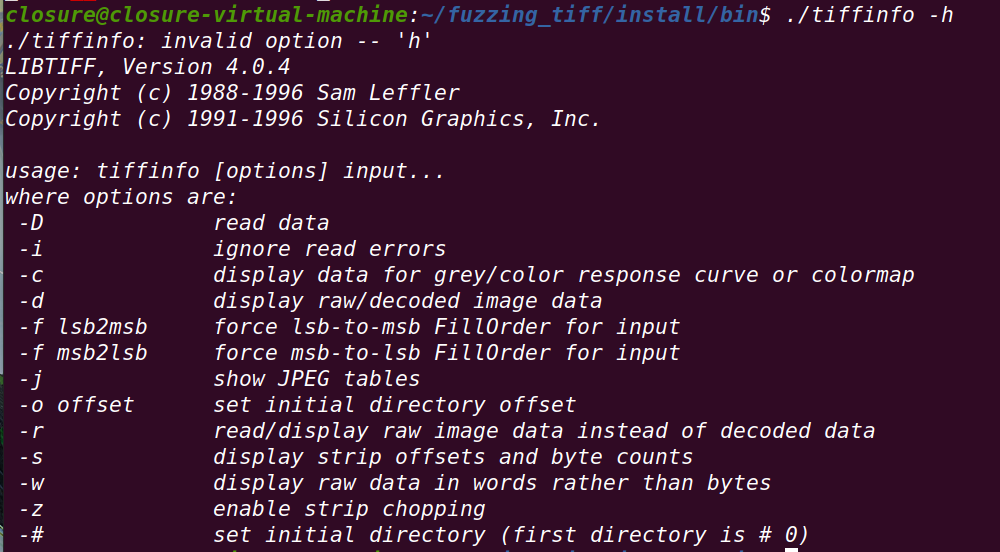 closure@closure-virtual-machine:~/fuzzing_tiff/install/bin$ ./tiffinfo -h
./tiffinfo: invalid option -- 'h'
LIBTIFF, Version 4.0.4
Copyright (c) 1988-1996 Sam Leffler
Copyright (c) 1991-1996 Silicon Graphics, Inc.

usage: tiffinfo [options] input...
where options are:
 -D             read data
 -i             ignore read errors
 -c             display data for grey/color response curve or colormap
 -d             display raw/decoded image data
 -f lsb2msb     force lsb-to-msb FillOrder for input
 -f msb2lsb     force msb-to-lsb FillOrder for input
 -j             show JPEG tables
 -o offset      set initial directory offset
 -r             read/display raw image data instead of decoded data
 -s             display strip offsets and byte counts
 -w             display raw data in words rather than bytes
 -z             enable strip chopping
 -#             set initial directory (first directory is # 0)